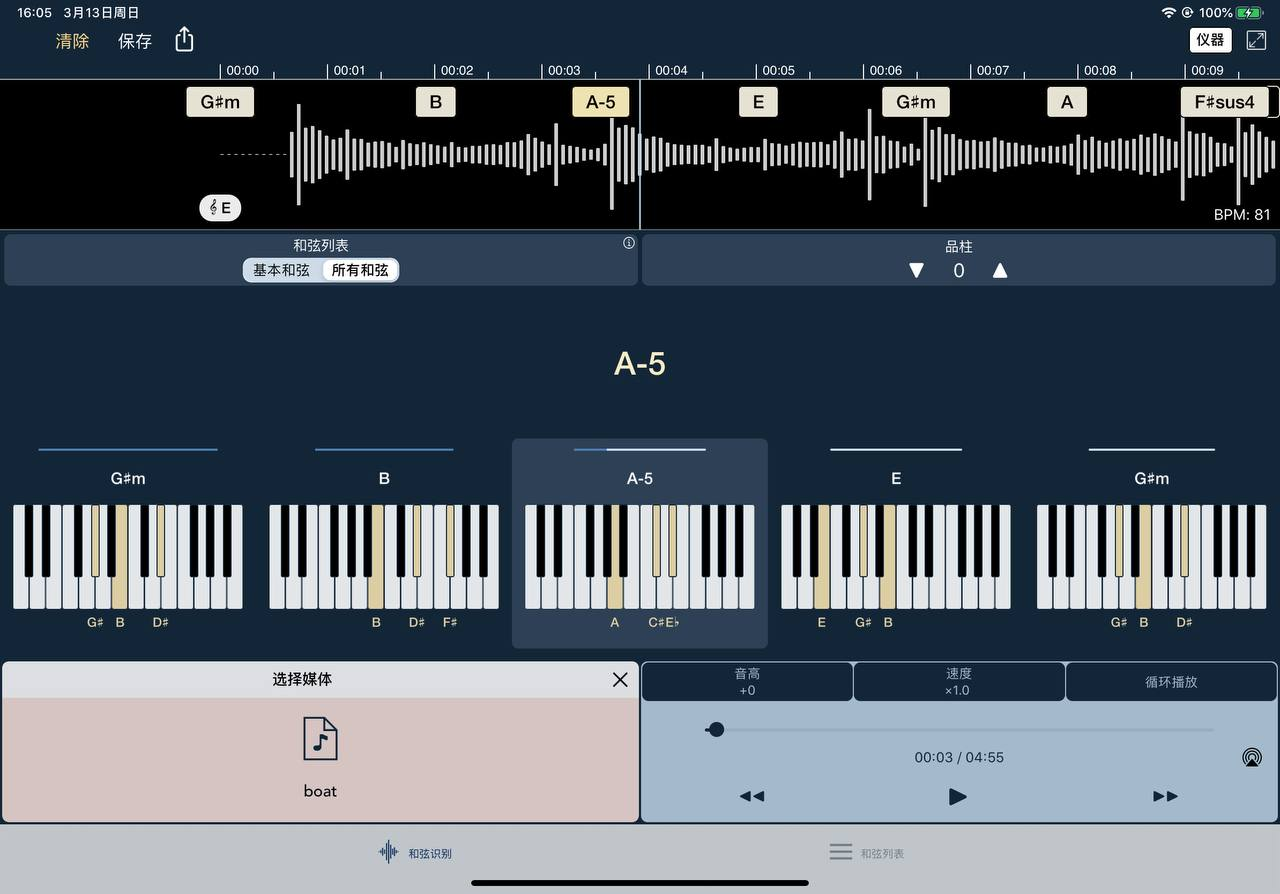 16:05 3月13日周日 100%
清除 保存 仪器
00:00 00:01 00:02 00:03 00:04 00:05 00:06 00:07 00:08 00:09
G♯m B A-5 E G♯m A F♯sus4
E
BPM: 81
和弦列表
基本和弦 所有和弦
品柱
0
A-5
G♯m B A-5 E G♯m
G♯ B D♯ B D♯ F♯ A C♯ E♭ E G♯ B G♯ B D♯
选择媒体
boat
音高
+0
速度
×1.0
循环播放
00:03 / 04:55
和弦识别 和弦列表